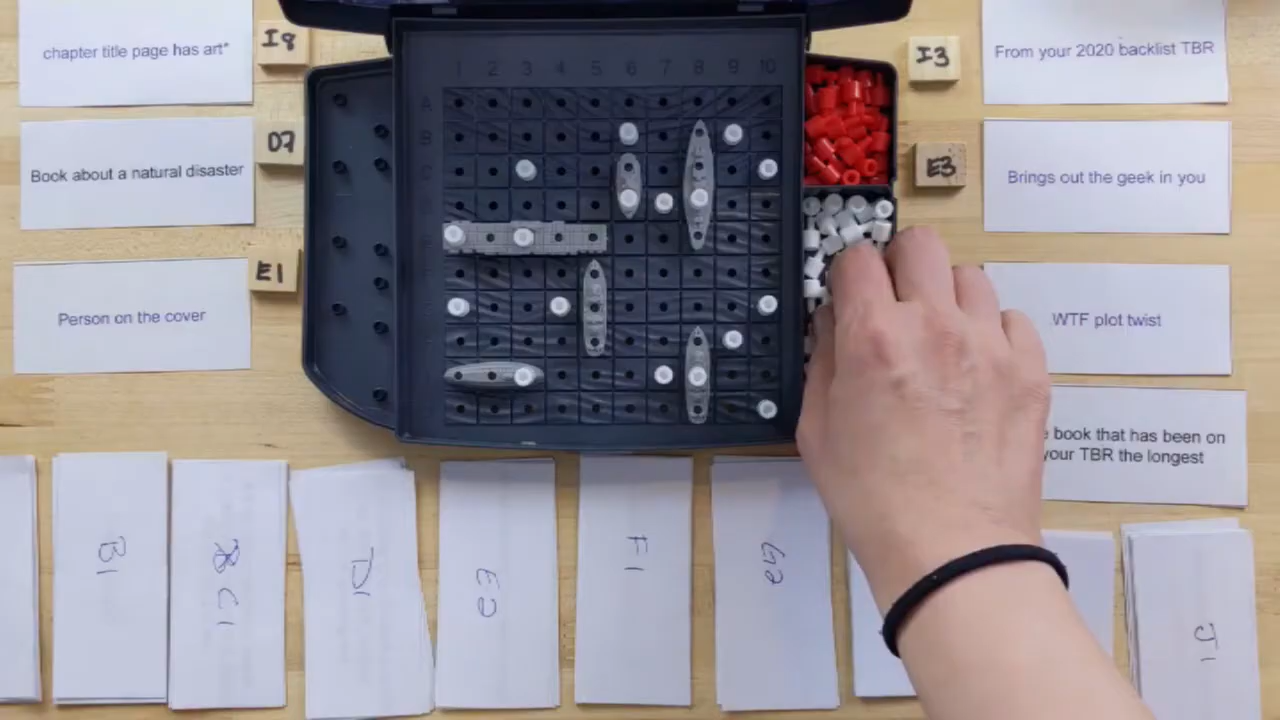 chapter title page has art*
I8
I3
From your 2020 backlist TBR
Book about a natural disaster
D7
E3
Brings out the geek in you
Person on the cover
E1
WTF plot twist
book that has been on
your TBR the longest
1 2 3 4 5 6 7 8 9 10
A
B
C
E
F
G
H
I
J
B1
C1
D1
E2
F1
G2
J1